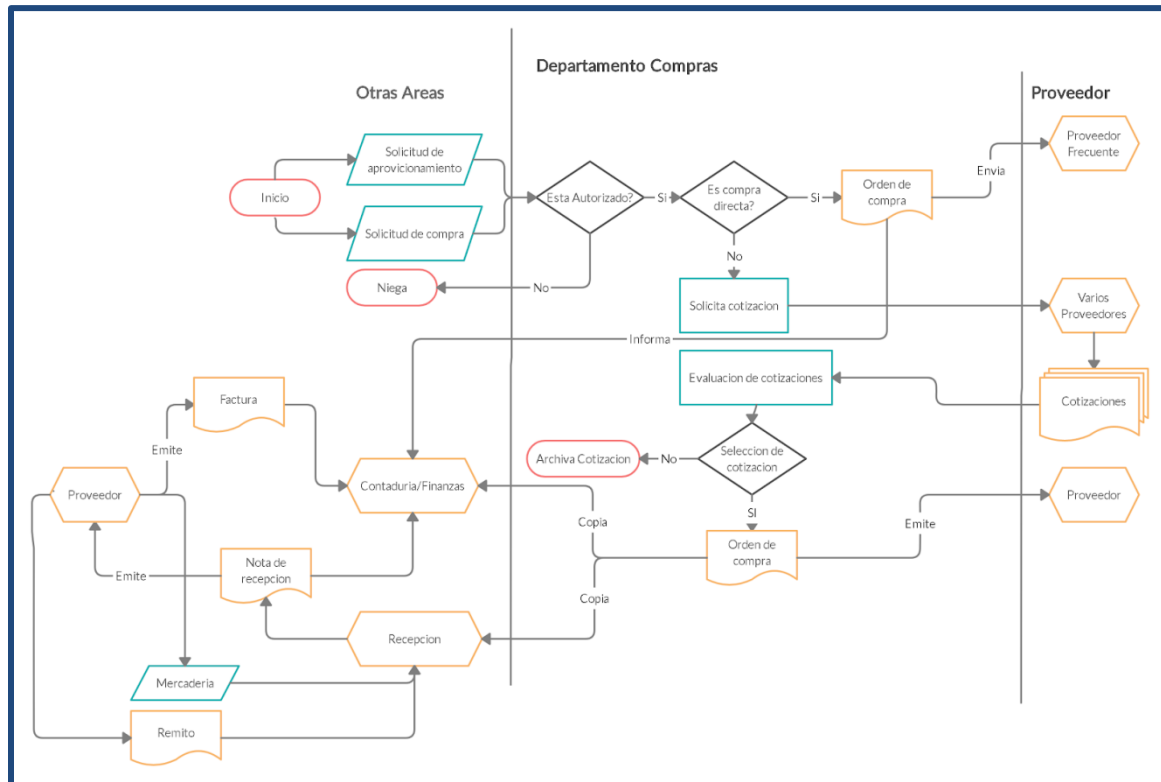 Departamento Compras
Otras Areas
Proveedor
Solicitud de
aprovicionamiento
Proveedor
Frecuente
Envia
Inicio
Esta Autorizado?
Si
Es compra
directa?
Si
Orden de
compra
Solicitud de compra
No
Niega
No
Solicita cotizacion
Varios
Proveedores
Informa
Evaluacion de cotizaciones
Factura
Cotizaciones
Emite
Archiva Cotizacion
No
Seleccion de
cotizacion
Proveedor
Contaduria/Finanzas
Proveedor
SI
Copia
Emite
Orden de
compra
Nota de
recepcion
Emite
Copia
Recepcion
Mercaderia
Remito